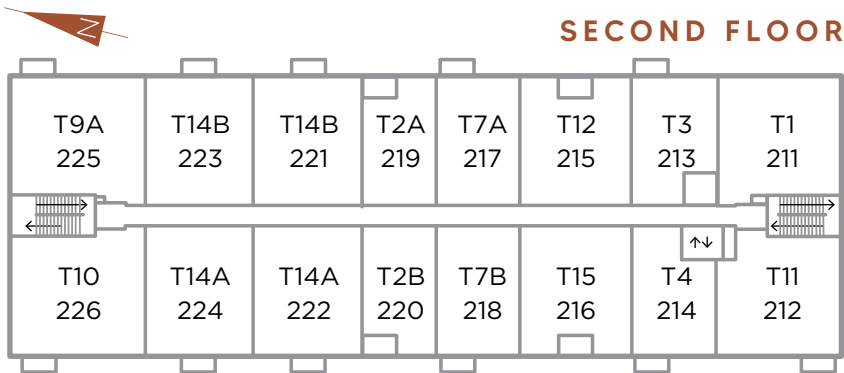 N
SECOND FLOOR
T9A
225
T14B
223
T14B
221
T2A
219
T7A
217
T12
215
T3
213
T1
211
T10
226
T14A
224
T14A
222
T2B
220
T7B
218
T15
216
T4
214
T11
212